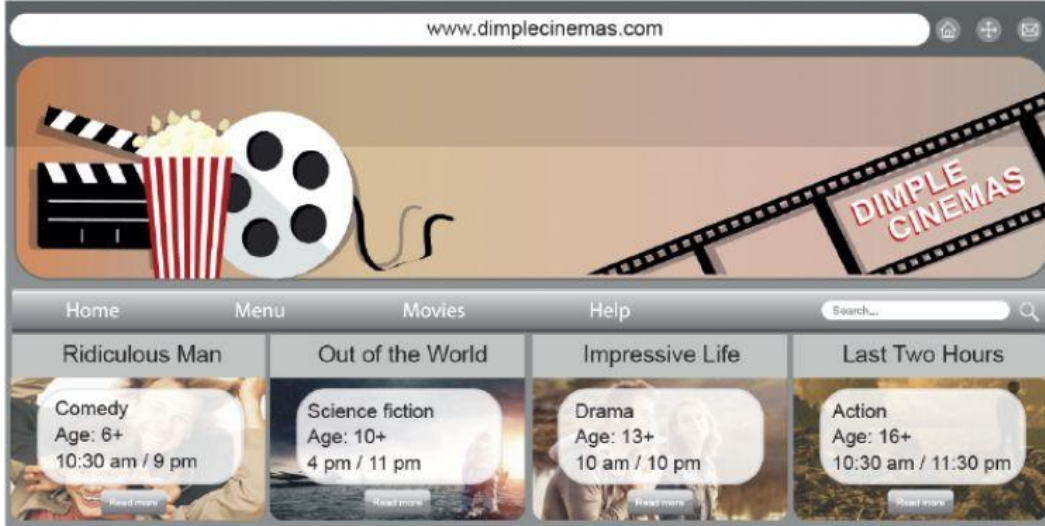 www.dimplecinemas.com
DIMPLE
CINEMAS
Home Menu Movies Help Search...
Ridiculous Man Out of the World Impressive Life Last Two Hours
Comedy
Age: 6+
10:30 am / 9 pm
Read more
Science fiction
Age: 10+
4 pm / 11 pm
Read more
Drama
Age: 13+
10 am / 10 pm
Read more
Action
Age: 16+
10:30 am / 11:30 pm
Read more